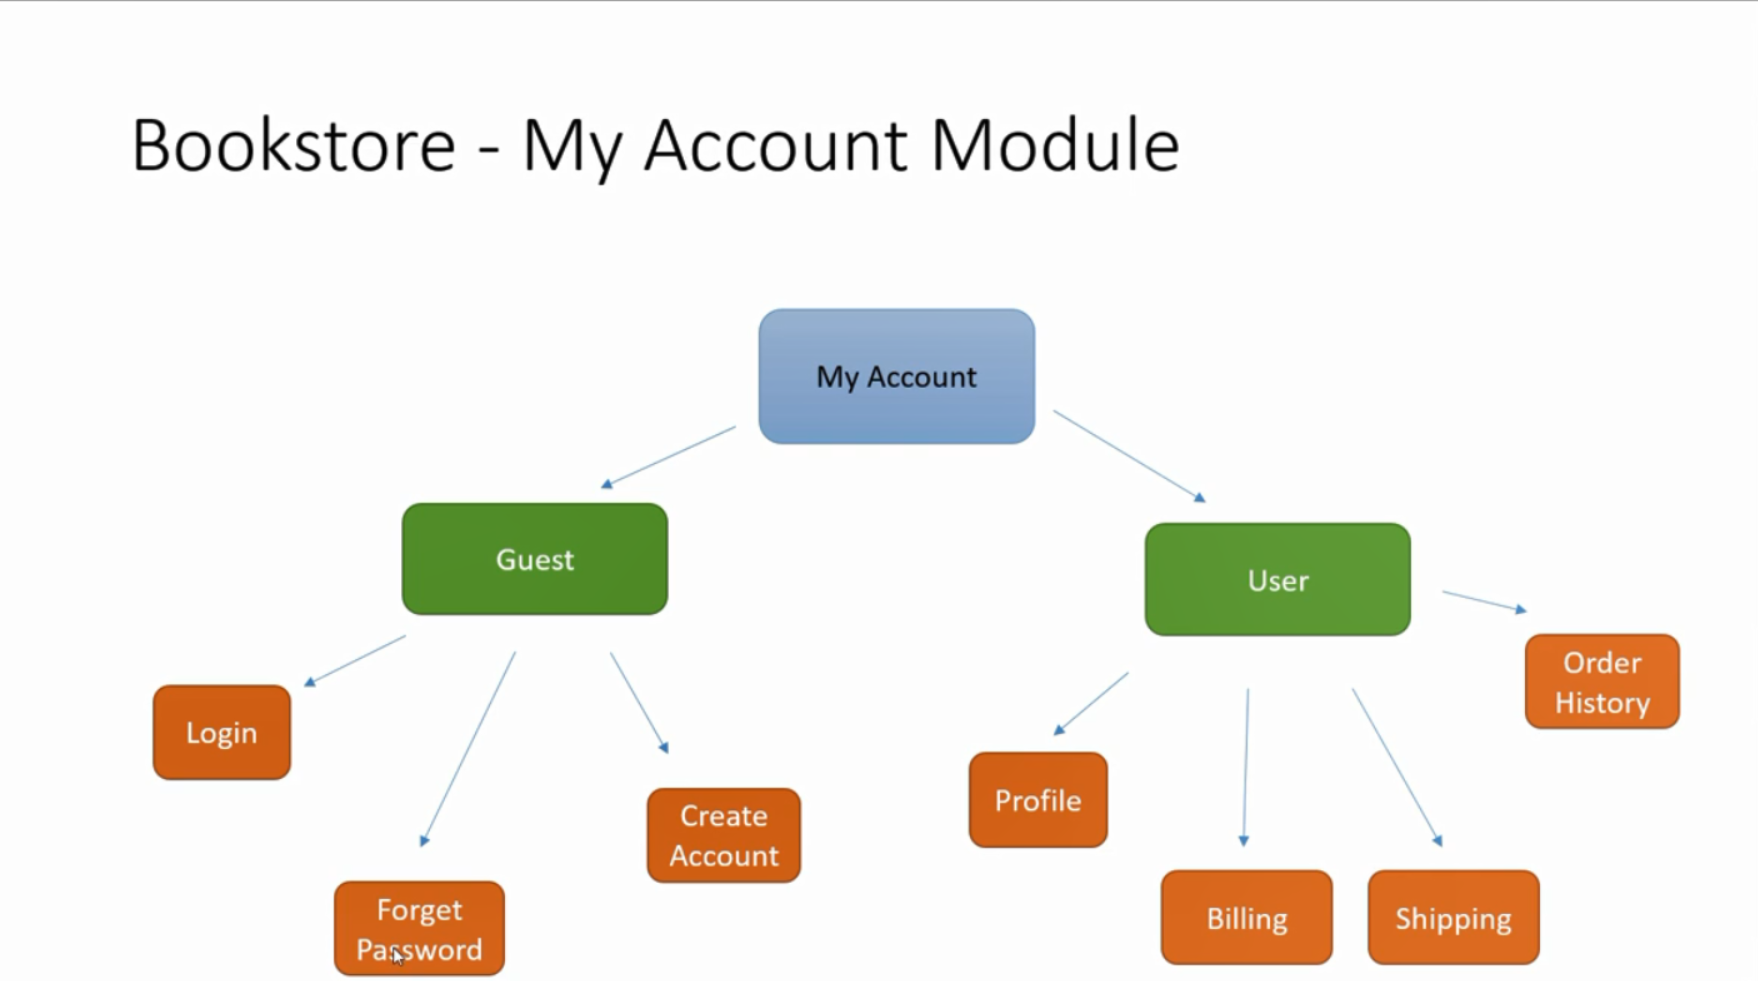 Bookstore - My Account Module
My Account
Guest
User
Order
History
Login
Profile
Create
Account
Forget
Password
Billing
Shipping